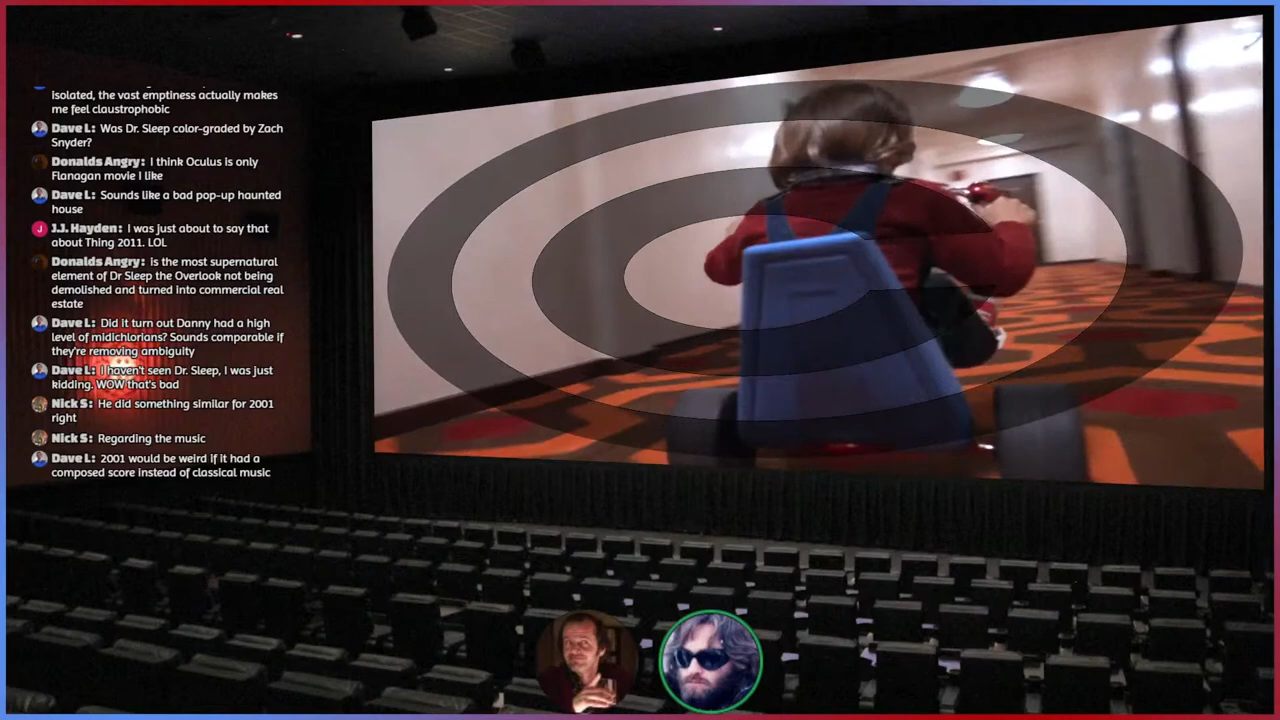 isolated, the vast emptiness actually makes
me feel claustrophobic
Dave L: Was Dr. Sleep color-graded by Zach
Snyder?
Donalds Angry: I think Oculus is only
Flanagan movie I like
Dave L: Sounds like a bad pop-up haunted
house
J
J.J. Hayden: I was just about to say that
about Thing 2011. LOL
Donalds Angry: is the most supernatural
element of Dr Sleep the Overlook not being
demolished and turned into commercial real
estate
Dave L: Did it turn out Danny had a high
level of midichlorians? Sounds comparable if
they're removing ambiguity
Dave L: I haven't seen Dr. Sleep, I was just
kidding. WOW that's bad
Nick S: He did something similar for 2001
right
Nick S: Regarding the music
Dave L: 2001 would be weird if it had a
composed score instead of classical music